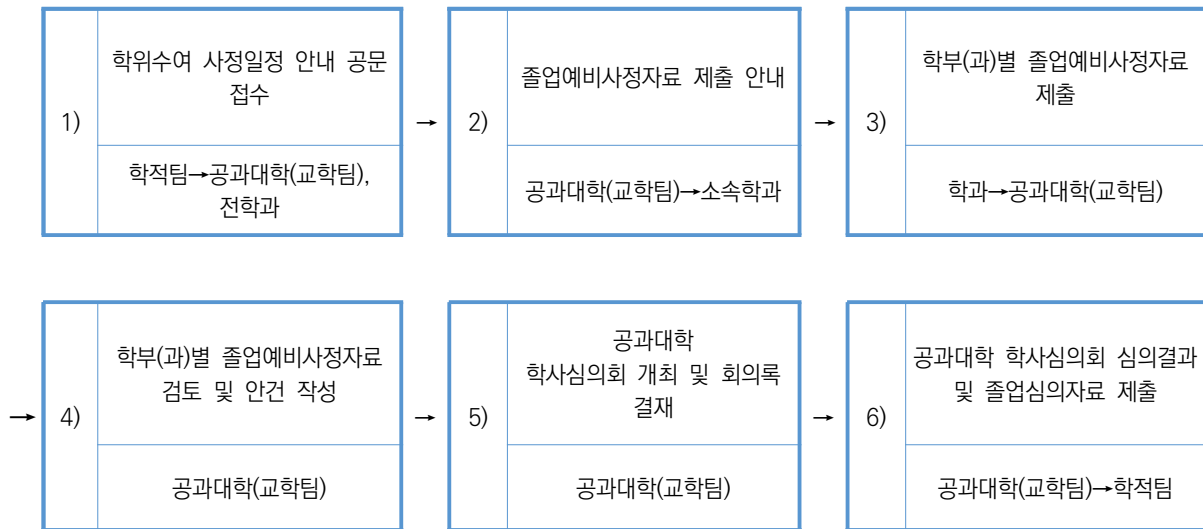 1)
학위수여 사정일정 안내 공문
접수
학적팀→공과대학(교학팀),
전학과
→
2)
졸업예비사정자료 제출 안내
공과대학(교학팀)→소속학과
→
3)
학부(과)별 졸업예비사정자료
제출
학과→공과대학(교학팀)
→
4)
학부(과)별 졸업예비사정자료
검토 및 안건 작성
공과대학(교학팀)
→
5)
공과대학
학사심의회 개최 및 회의록
결재
공과대학(교학팀)
→
6)
공과대학 학사심의회 심의결과
및 졸업심의자료 제출
공과대학(교학팀)→학적팀